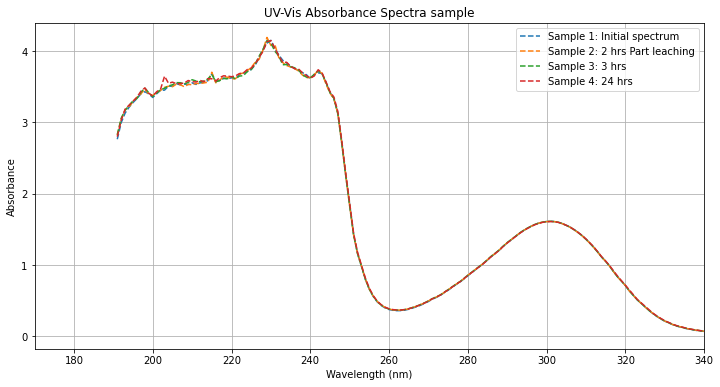 UV-Vis Absorbance Spectra sample
Sample 1: Initial spectrum
Sample 2: 2 hrs Part leaching
Sample 3: 3 hrs
Sample 4: 24 hrs
Absorbance
4
3
2
1
0
180 200 220 240 260 280 300 320 340
Wavelength (nm)